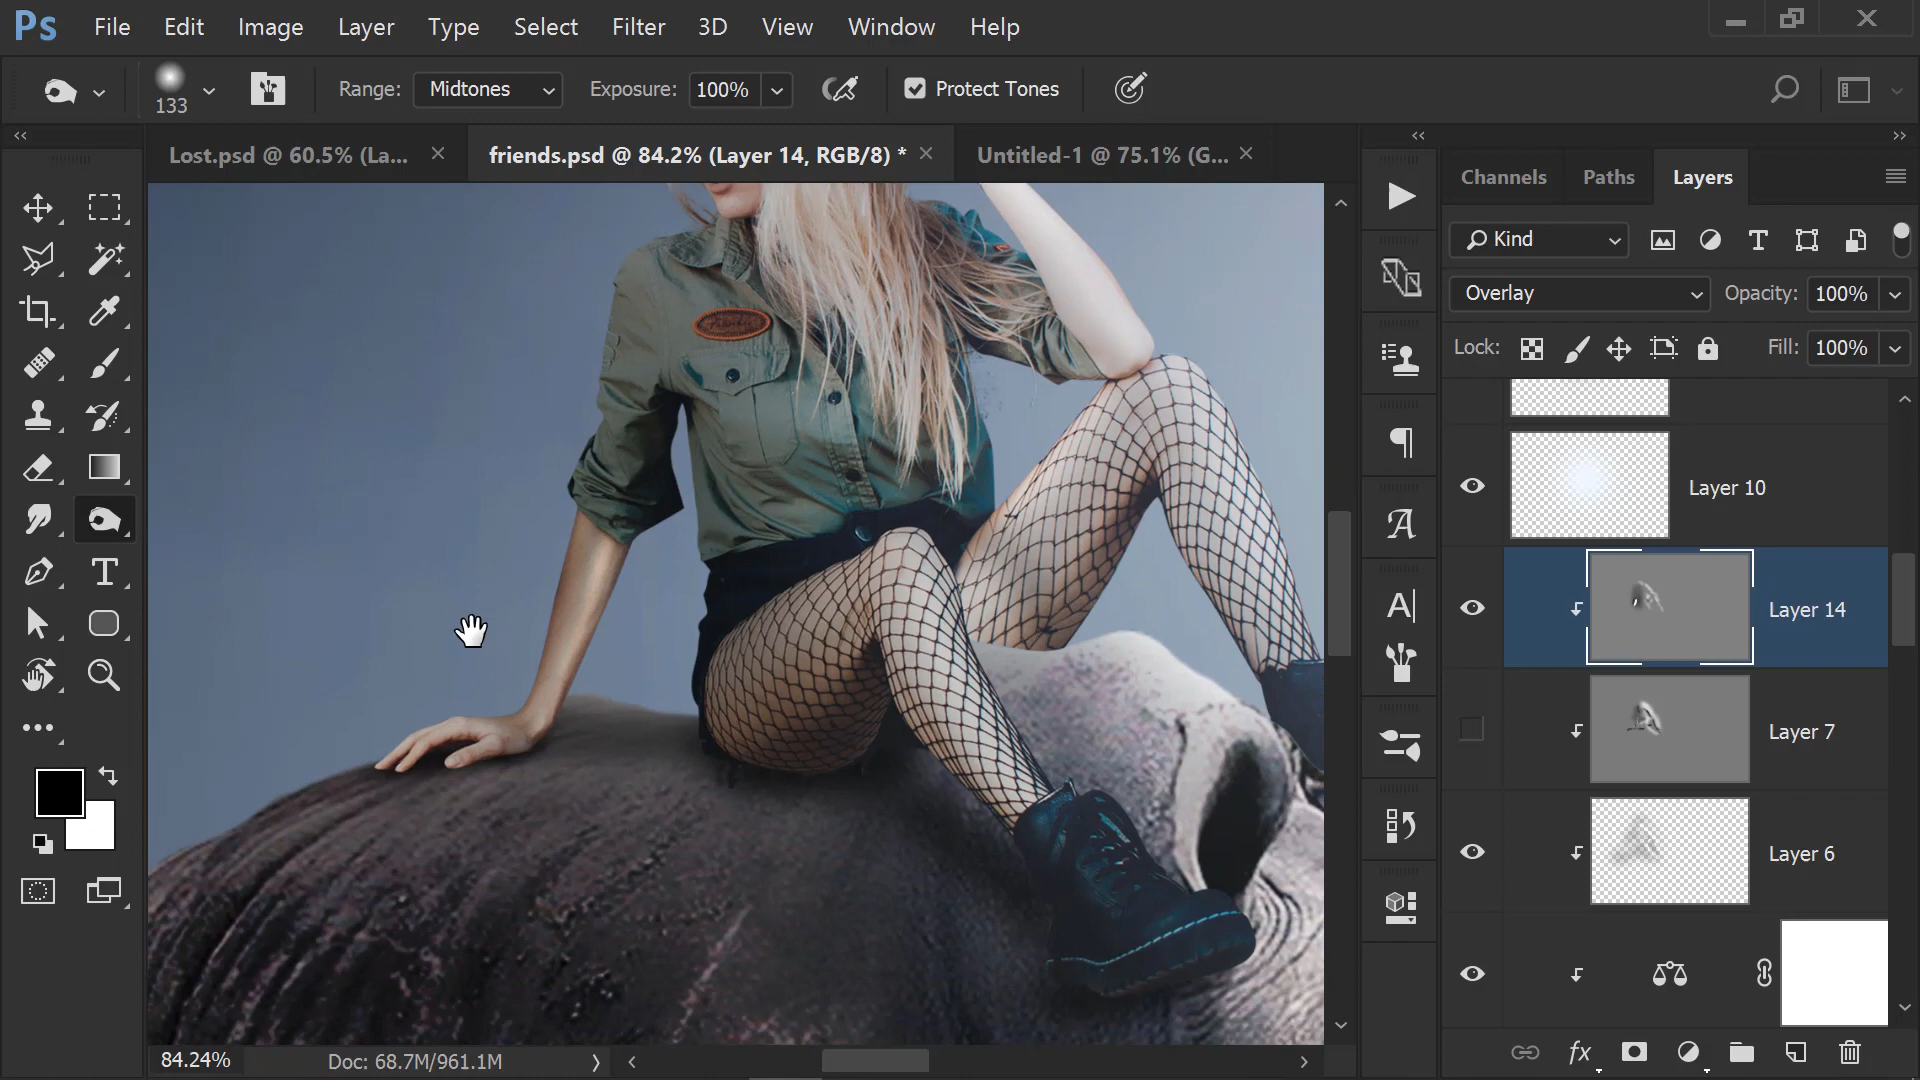 Ps File Edit Image Layer Type Select Filter 3D View Window Help
133 Range: Midtones Exposure: 100% Protect Tones
Lost.psd @ 60.5% (La... × friends.psd @ 84.2% (Layer 14, RGB/8) * × Untitled-1 @ 75.1% (G... ×
Channels Paths Layers
Kind
Overlay Opacity: 100%
Lock: Fill: 100%
Layer 10
Layer 14
Layer 7
Layer 6
fx
84.24% Doc: 68.7M/961.1M